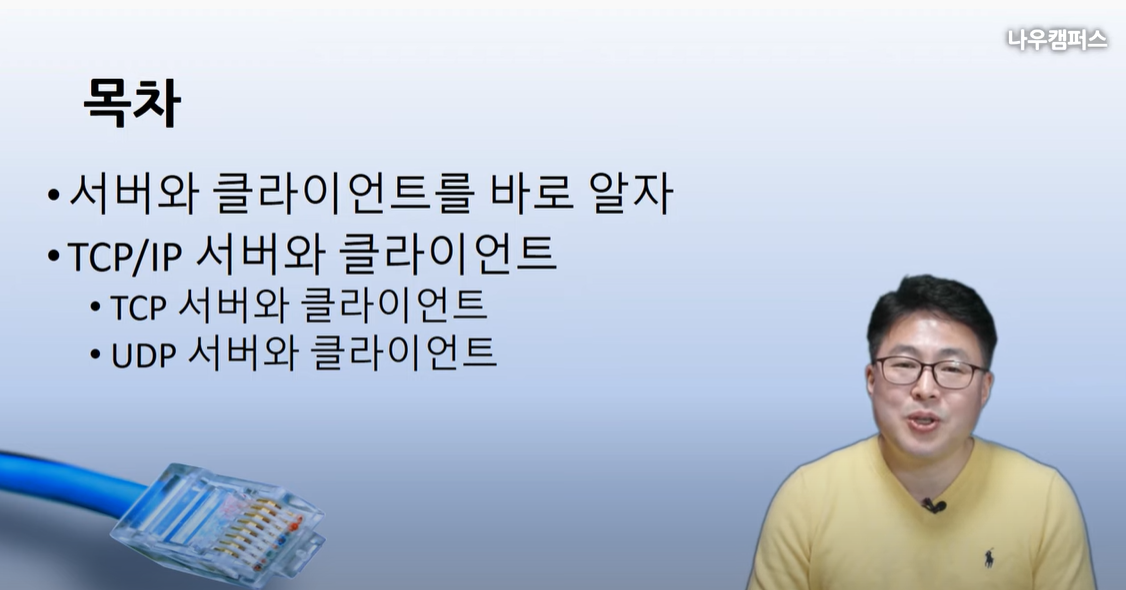 나우캠퍼스
목차
• 서버와 클라이언트를 바로 알자
• TCP/IP 서버와 클라이언트
• TCP 서버와 클라이언트
• UDP 서버와 클라이언트